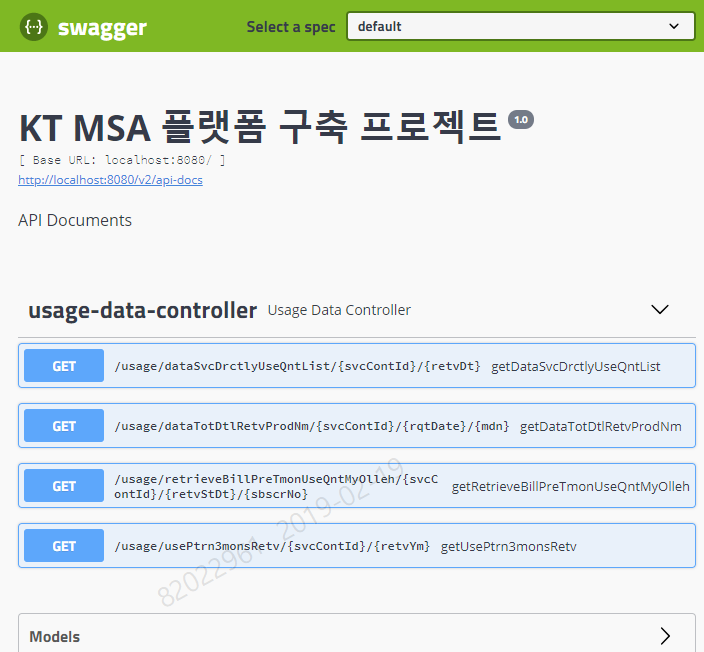 swagger
Select a spec
default
KT MSA 플랫폼 구축 프로젝트 1.0
[ Base URL: localhost:8080/ ]
http://localhost:8080/v2/api-docs
API Documents
usage-data-controller Usage Data Controller
GET /usage/dataSvcDrctlyUseQntList/{svcContId}/{retvDt} getDataSvcDrctlyUseQntList
GET /usage/dataTotDtlRetvProdNm/{svcContId}/{rqtDate}/{mdn} getDataTotDtlRetvProdNm
GET /usage/retrieveBillPreTmonUseQntMyOlleh/{svcC
ontId}/{retvStDt}/{sbscrNo} getRetrieveBillPreTmonUseQntMyOlleh
GET /usage/usePtrn3monsRetv/{svcContId}/{retvYm} getUsePtrn3monsRetv
82022961 2019-02-19
Models